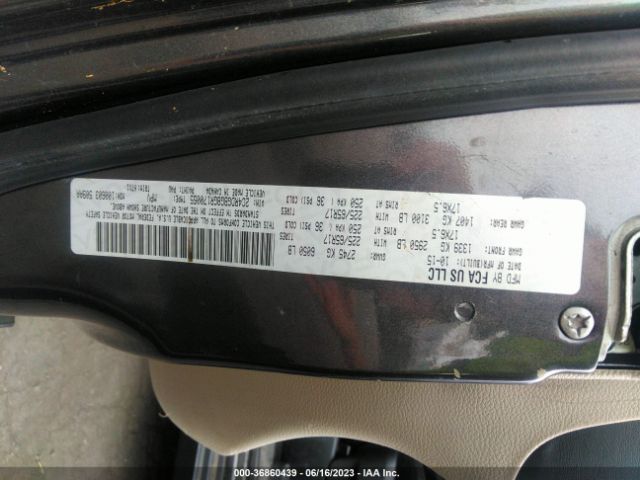 MFD BY FCA US LLC
DATE OF MFR(BUILT): 10-15 GVWR: 2745 KG 6050 LB
GAWR FRONT: 1339 KG 2950 LB WITH 225/65R17 TIRES
17X6.5 RIMS AT 250 KPA( 36 PSI) COLD
GAWR REAR: 1407 KG 3100 LB WITH 225/65R17 TIRES
17X6.5 RIMS AT 250 KPA( 36 PSI) COLD
THIS VEHICLE CONFORMS TO ALL APPLICABLE U.S.A. FEDERAL MOTOR VEHICLE SAFETY
STANDARDS IN EFFECT ON THE DATE OF MANUFACTURE SHOWN ABOVE.
TYPE: MPV
VEHICLE MADE IN CANADA
PAINT: PAU
TRIM:
000-36860439 - 06/16/2023 - IAA Inc.